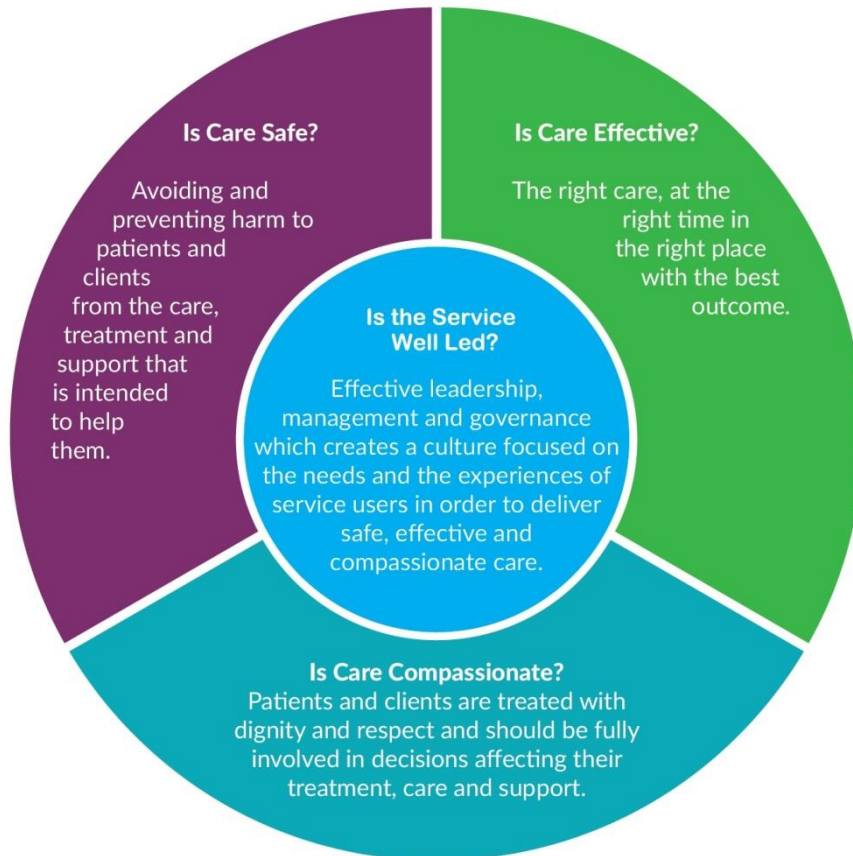 Is Care Safe?
Avoiding and
preventing harm to
patients and
clients
from the care,
treatment and
support that
is intended
to help
them.
Is Care Effective?
The right care, at the
right time in
the right place
with the best
outcome.
Is the Service
Well Led?
Effective leadership,
management and governance
which creates a culture focused on
the needs and the experiences of
service users in order to deliver
safe, effective and
compassionate care.
Is Care Compassionate?
Patients and clients are treated with
dignity and respect and should be fully
involved in decisions affecting their
treatment, care and support.